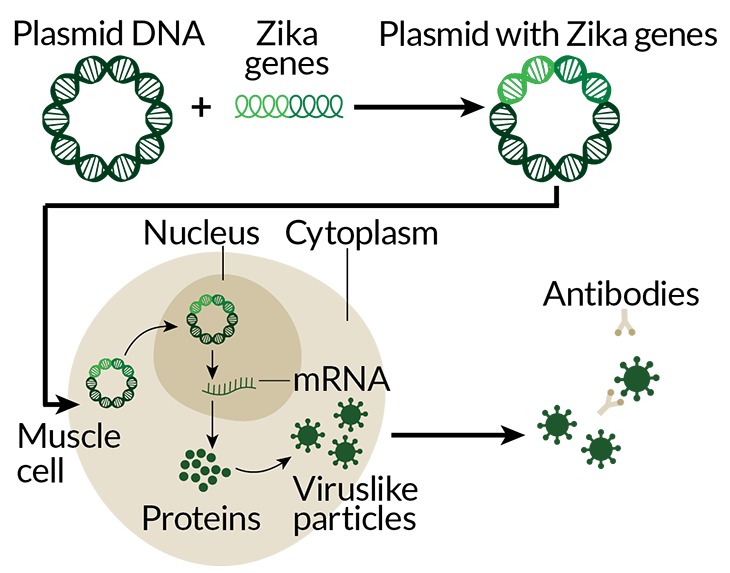 Plasmid DNA
Zika
genes
Plasmid with Zika genes
+
Nucleus
Cytoplasm
Antibodies
mRNA
Muscle
cell
Viruslike
particles
Proteins